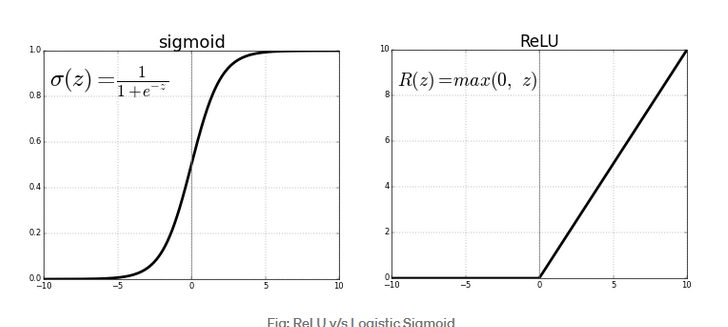 sigmoid
σ(z) = 1 / 1 + e^{-z}
1.0
0.8
0.6
0.4
0.2
0.0
−10 −5 0 5 10
ReLU
R(z) = max(0, z)
10
8
6
4
2
0
−10 −5 0 5 10
Fig: ReLU v/s Logistic Sigmoid